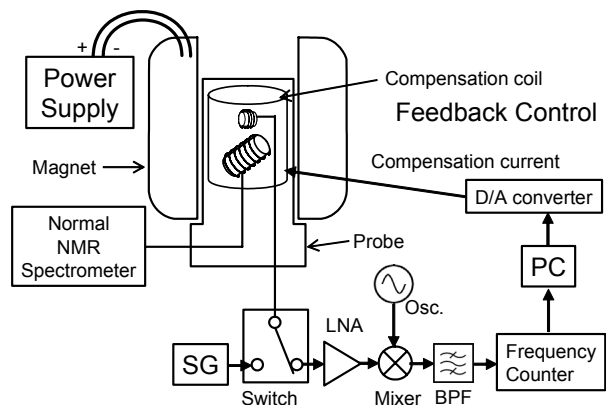 + -
Power
Supply
Compensation coil
Feedback Control
Magnet
Compensation current
D/A converter
Normal
NMR
Spectrometer
Probe
PC
Osc.
LNA
SG
Switch
Mixer
BPF
Frequency
Counter